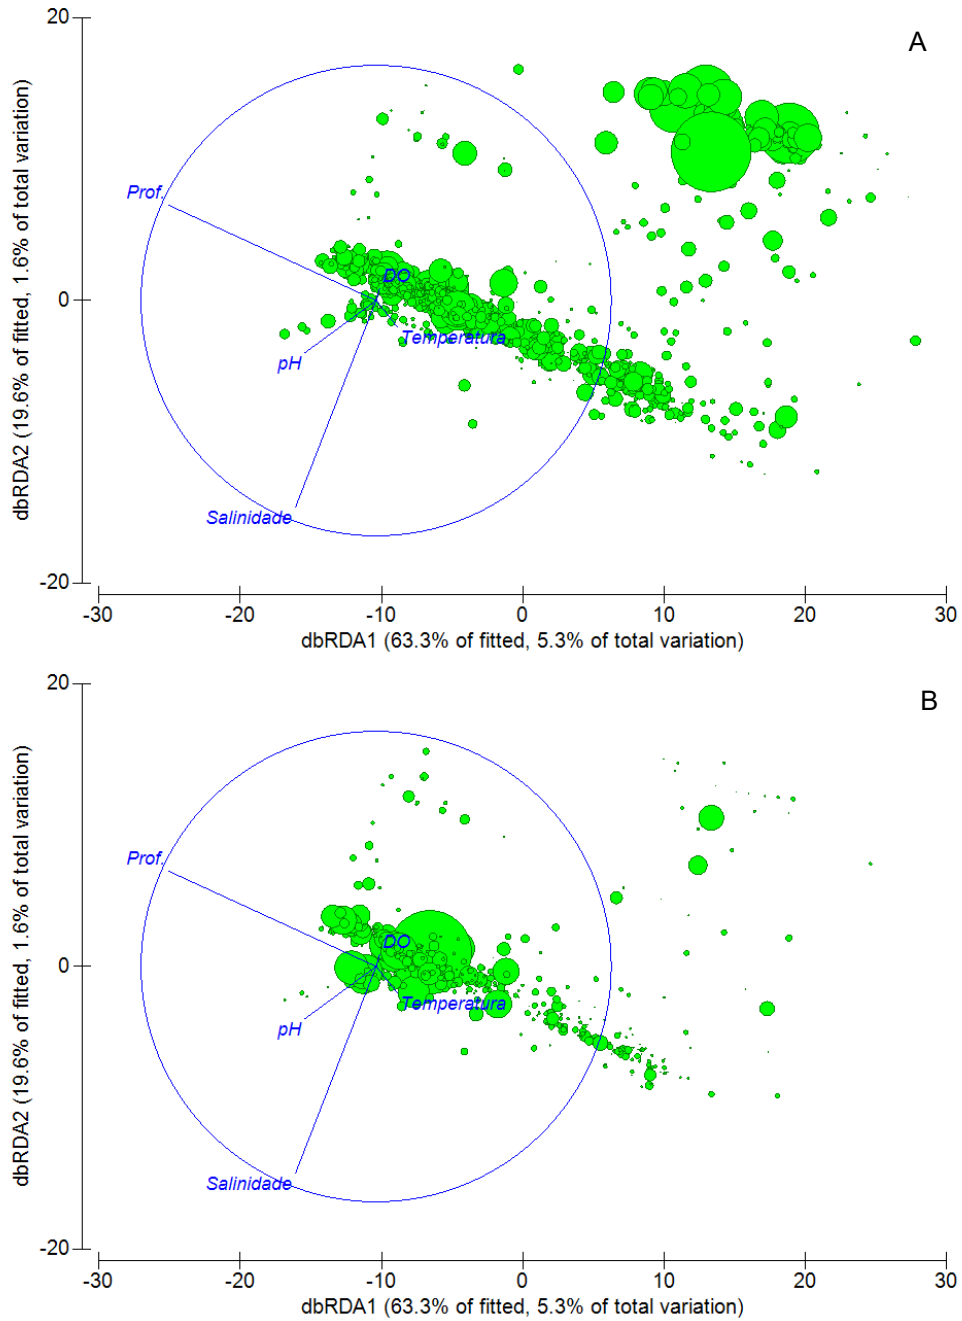 20
A
Prof.
DO
0
Temperatura
pH
Salinidade
-20
dbRDA2 (19.6% of fitted, 1.6% of total variation)
-30 -20 -10 0 10 20 30
dbRDA1 (63.3% of fitted, 5.3% of total variation)
20
B
Prof.
DO
0
Temperatura
pH
Salinidade
-20
dbRDA2 (19.6% of fitted, 1.6% of total variation)
-30 -20 -10 0 10 20 30
dbRDA1 (63.3% of fitted, 5.3% of total variation)